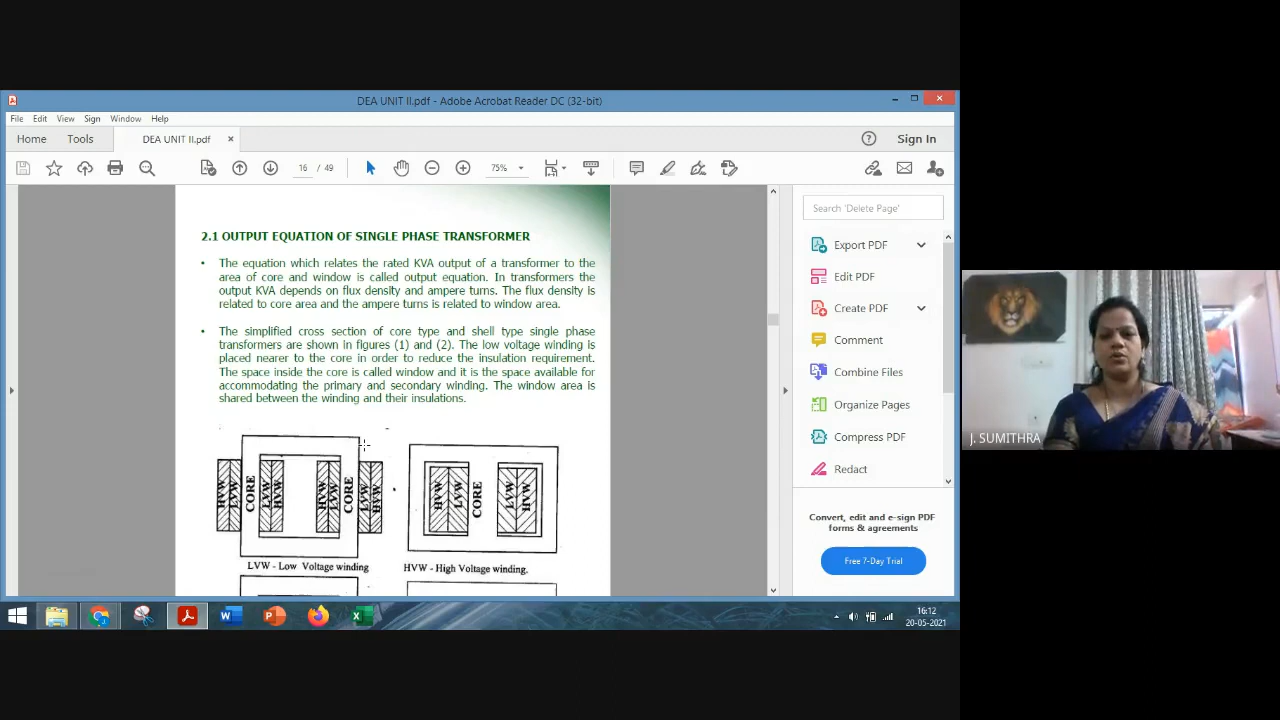 DEA UNIT II.pdf - Adobe Acrobat Reader DC (32-bit)
File Edit View Sign Window Help
Home Tools DEA UNIT II.pdf × Sign In
16 / 49 75%
2.1 OUTPUT EQUATION OF SINGLE PHASE TRANSFORMER
• The equation which relates the rated KVA output of a transformer to the
area of core and window is called output equation. In transformers the
output KVA depends on flux density and ampere turns. The flux density is
related to core area and the ampere turns is related to window area.
• The simplified cross section of core type and shell type single phase
transformers are shown in figures (1) and (2). The low voltage winding is
placed nearer to the core in order to reduce the insulation requirement.
The space inside the core is called window and it is the space available for
accommodating the primary and secondary winding. The window area is
shared between the winding and their insulations.
HVW LVW CORE LVW HVW HVW LVW CORE LVW HVW
HVW LVW CORE LVW HVW
LVW - Low Voltage winding
HVW - High Voltage winding.
Search 'Delete Page'
Export PDF
Edit PDF
Create PDF
Comment
Combine Files
Organize Pages
Compress PDF
Redact
Convert, edit and e-sign PDF
forms & agreements
Free 7-Day Trial
J. SUMITHRA
16:12
20-05-2021